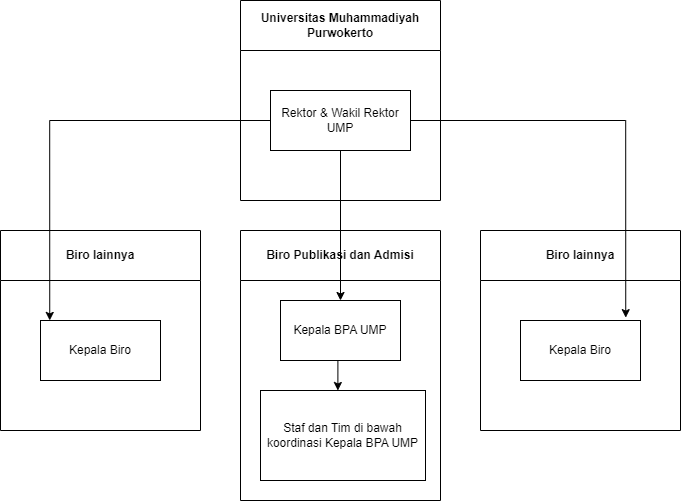 Universitas Muhammadiyah
Purwokerto
Rektor & Wakil Rektor
UMP
Biro lainnya
Biro Publikasi dan Admisi
Biro lainnya
Kepala Biro
Kepala BPA UMP
Kepala Biro
Staf dan Tim di bawah
koordinasi Kepala BPA UMP